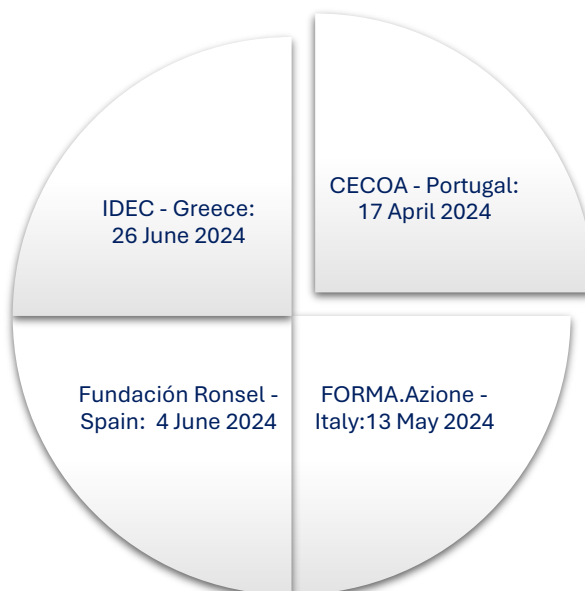 CECOA - Portugal:
17 April 2024
FORMA.Azione -
Italy:13 May 2024
Fundación Ronsel -
Spain:  4 June 2024
IDEC - Greece:
26 June 2024